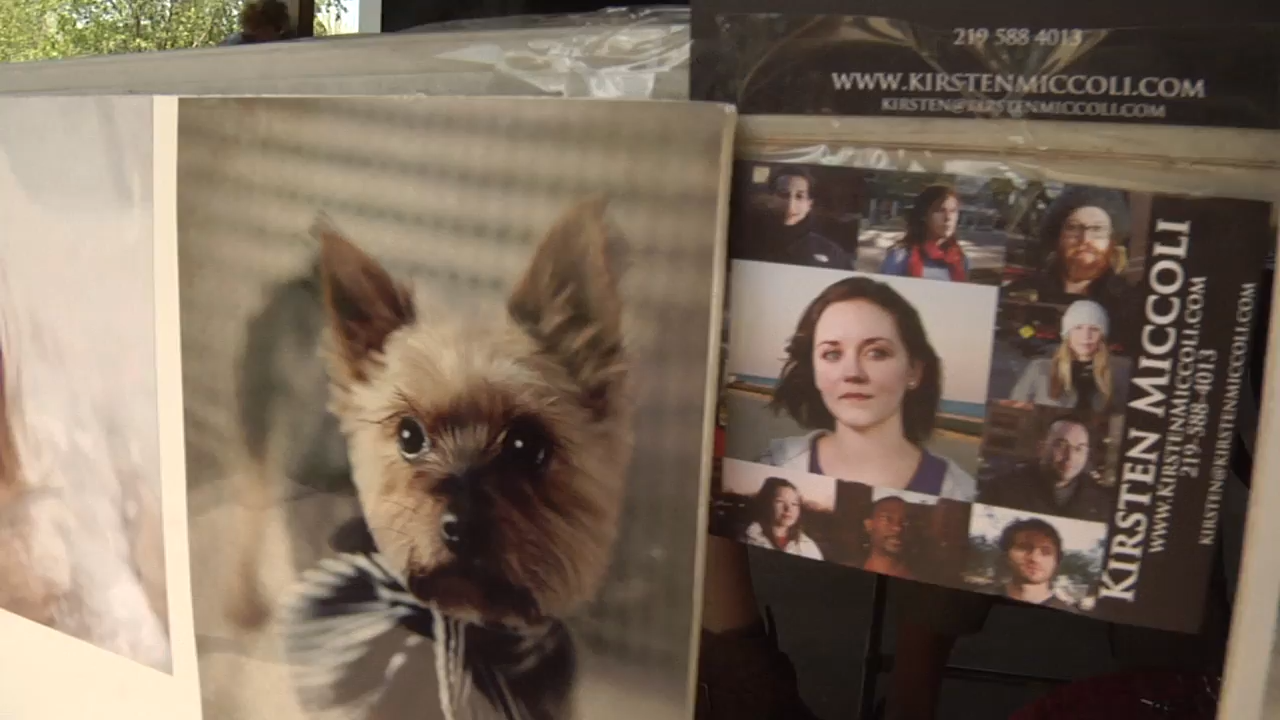 219 588 4013
WWW.KIRSTENMICCOLI.COM
KIRSTEN@KIRSTENMICCOLI.COM
KIRSTEN MICCOLI
WWW.KIRSTENMICCOLI.COM
219-588-4013
KIRSTEN@KIRSTENMICCOLI.COM